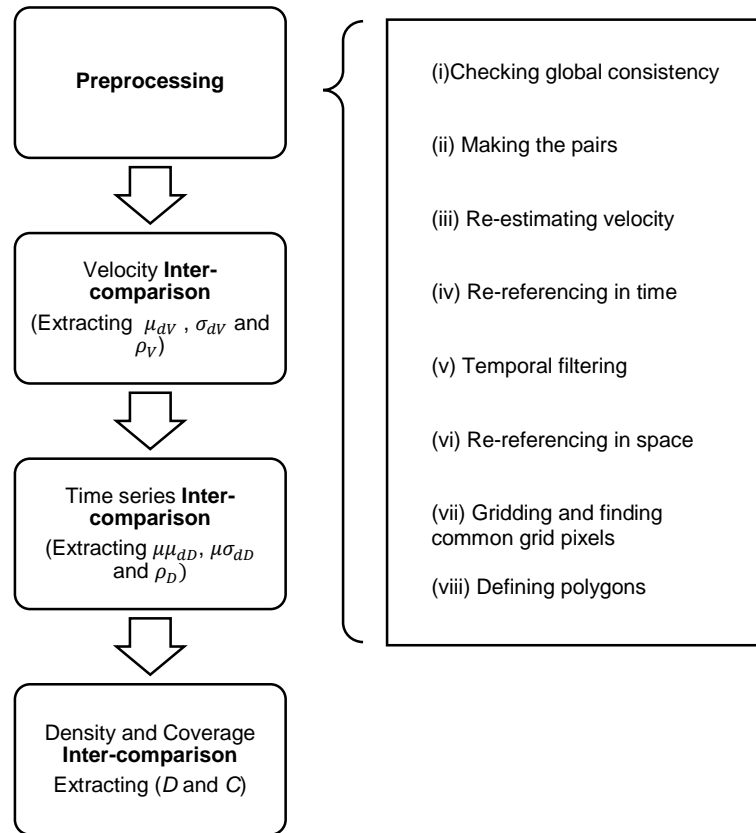 Preprocessing
Velocity Inter-
comparison
(Extracting μdV , σdV and
ρV)
Time series Inter-
comparison
(Extracting μμdD, μσdD
and ρD)
Density and Coverage
Inter-comparison
Extracting (D and C)
(i)Checking global consistency
(ii) Making the pairs
(iii) Re-estimating velocity
(iv) Re-referencing in time
(v) Temporal filtering
(vi) Re-referencing in space
(vii) Gridding and finding
common grid pixels
(viii) Defining polygons